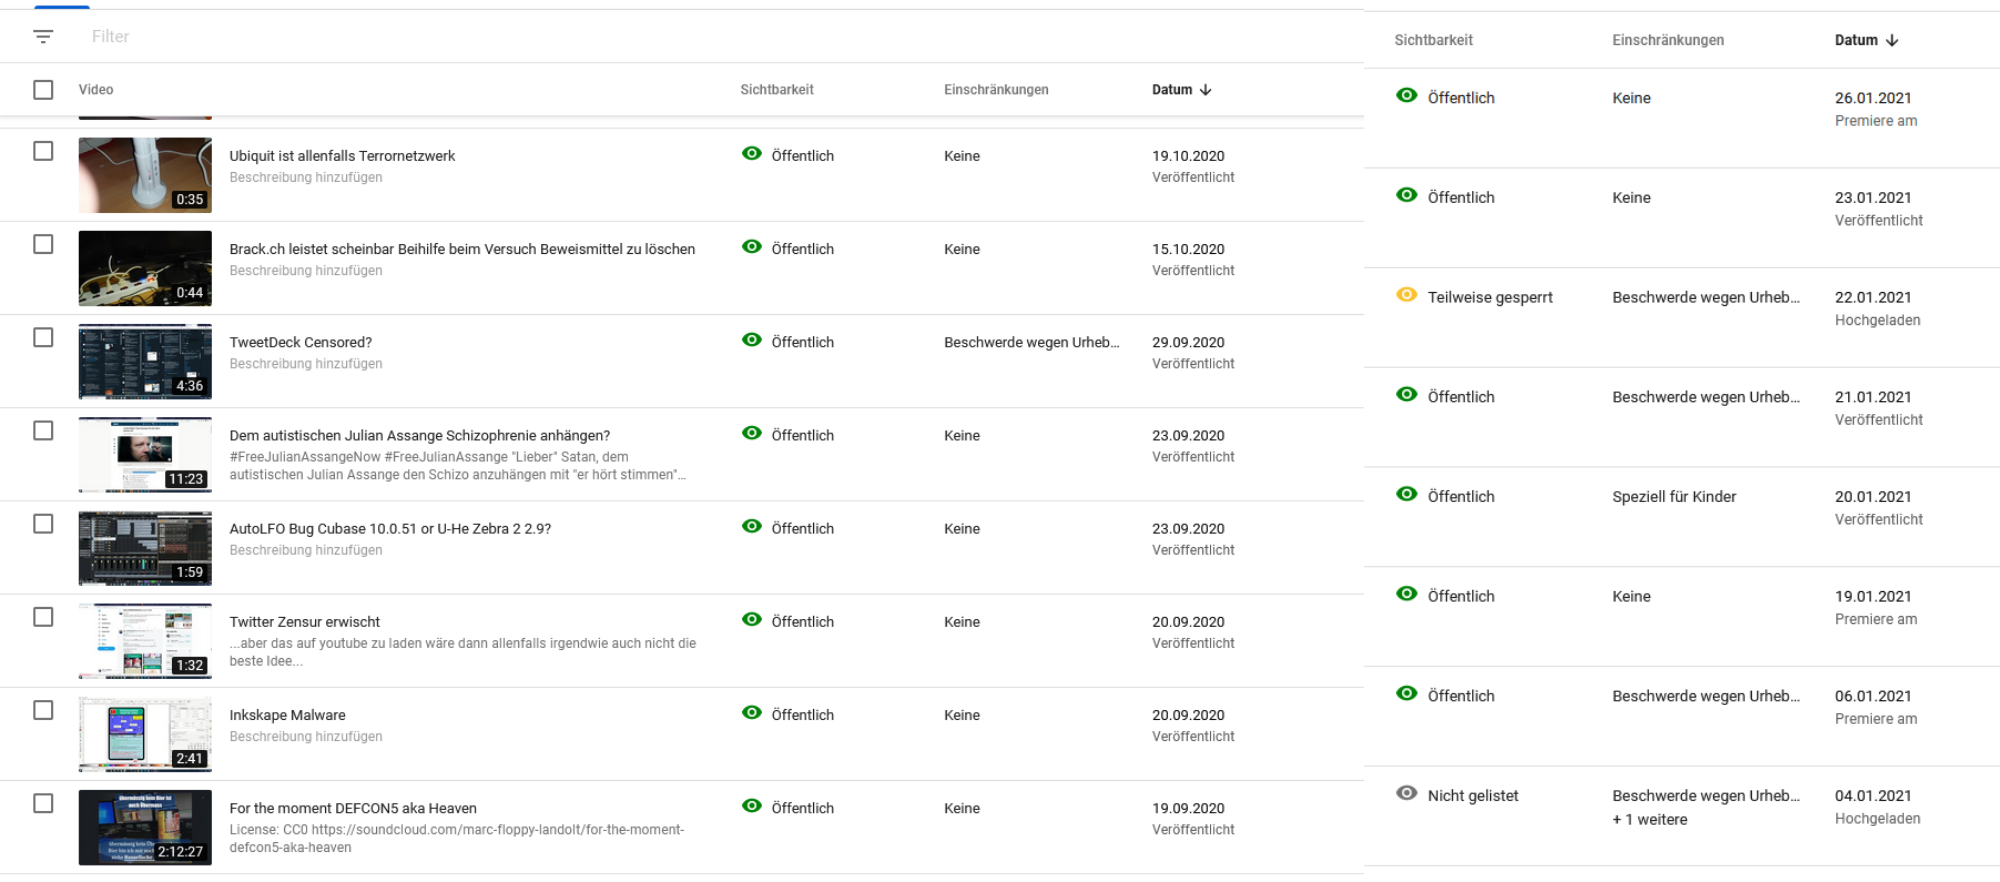 Filter
Video
Sichtbarkeit
Einschränkungen
Datum
0:35
Ubiquit ist allenfalls Terrornetzwerk
Beschreibung hinzufügen
Öffentlich
Keine
19.10.2020
Veröffentlicht
0:44
Brack.ch leistet scheinbar Beihilfe beim Versuch Beweismittel zu löschen
Beschreibung hinzufügen
Öffentlich
Keine
15.10.2020
Veröffentlicht
4:36
TweetDeck Censored?
Beschreibung hinzufügen
Öffentlich
Beschwerde wegen Urheb...
29.09.2020
Veröffentlicht
11:23
Dem autistischen Julian Assange Schizophrenie anhängen?
#FreeJulianAssangeNow #FreeJulianAssange "Lieber" Satan, dem
autistischen Julian Assange den Schizo anzuhängen mit "er hört stimmen"...
Öffentlich
Keine
23.09.2020
Veröffentlicht
1:59
AutoLFO Bug Cubase 10.0.51 or U-He Zebra 2 2.9?
Beschreibung hinzufügen
Öffentlich
Keine
23.09.2020
Veröffentlicht
1:32
Twitter Zensur erwischt
...aber das auf youtube zu laden wäre dann allenfalls irgendwie auch nicht die
beste Idee...
Öffentlich
Keine
20.09.2020
Veröffentlicht
2:41
Inkskape Malware
Beschreibung hinzufügen
Öffentlich
Keine
20.09.2020
Veröffentlicht
übermässig kein Bier ist
auch Übermass
2:12:27
For the moment DEFCON5 aka Heaven
License: CC0 https://soundcloud.com/marc-floppy-landolt/for-the-moment-
defcon5-aka-heaven
Öffentlich
Keine
19.09.2020
Veröffentlicht
Sichtbarkeit
Einschränkungen
Datum
Öffentlich
Keine
26.01.2021
Premiere am
Öffentlich
Keine
23.01.2021
Veröffentlicht
Teilweise gesperrt
Beschwerde wegen Urheb...
22.01.2021
Hochgeladen
Öffentlich
Beschwerde wegen Urheb...
21.01.2021
Veröffentlicht
Öffentlich
Speziell für Kinder
20.01.2021
Veröffentlicht
Öffentlich
Keine
19.01.2021
Premiere am
Öffentlich
Beschwerde wegen Urheb...
06.01.2021
Premiere am
Nicht gelistet
Beschwerde wegen Urheb...
+ 1 weitere
04.01.2021
Hochgeladen